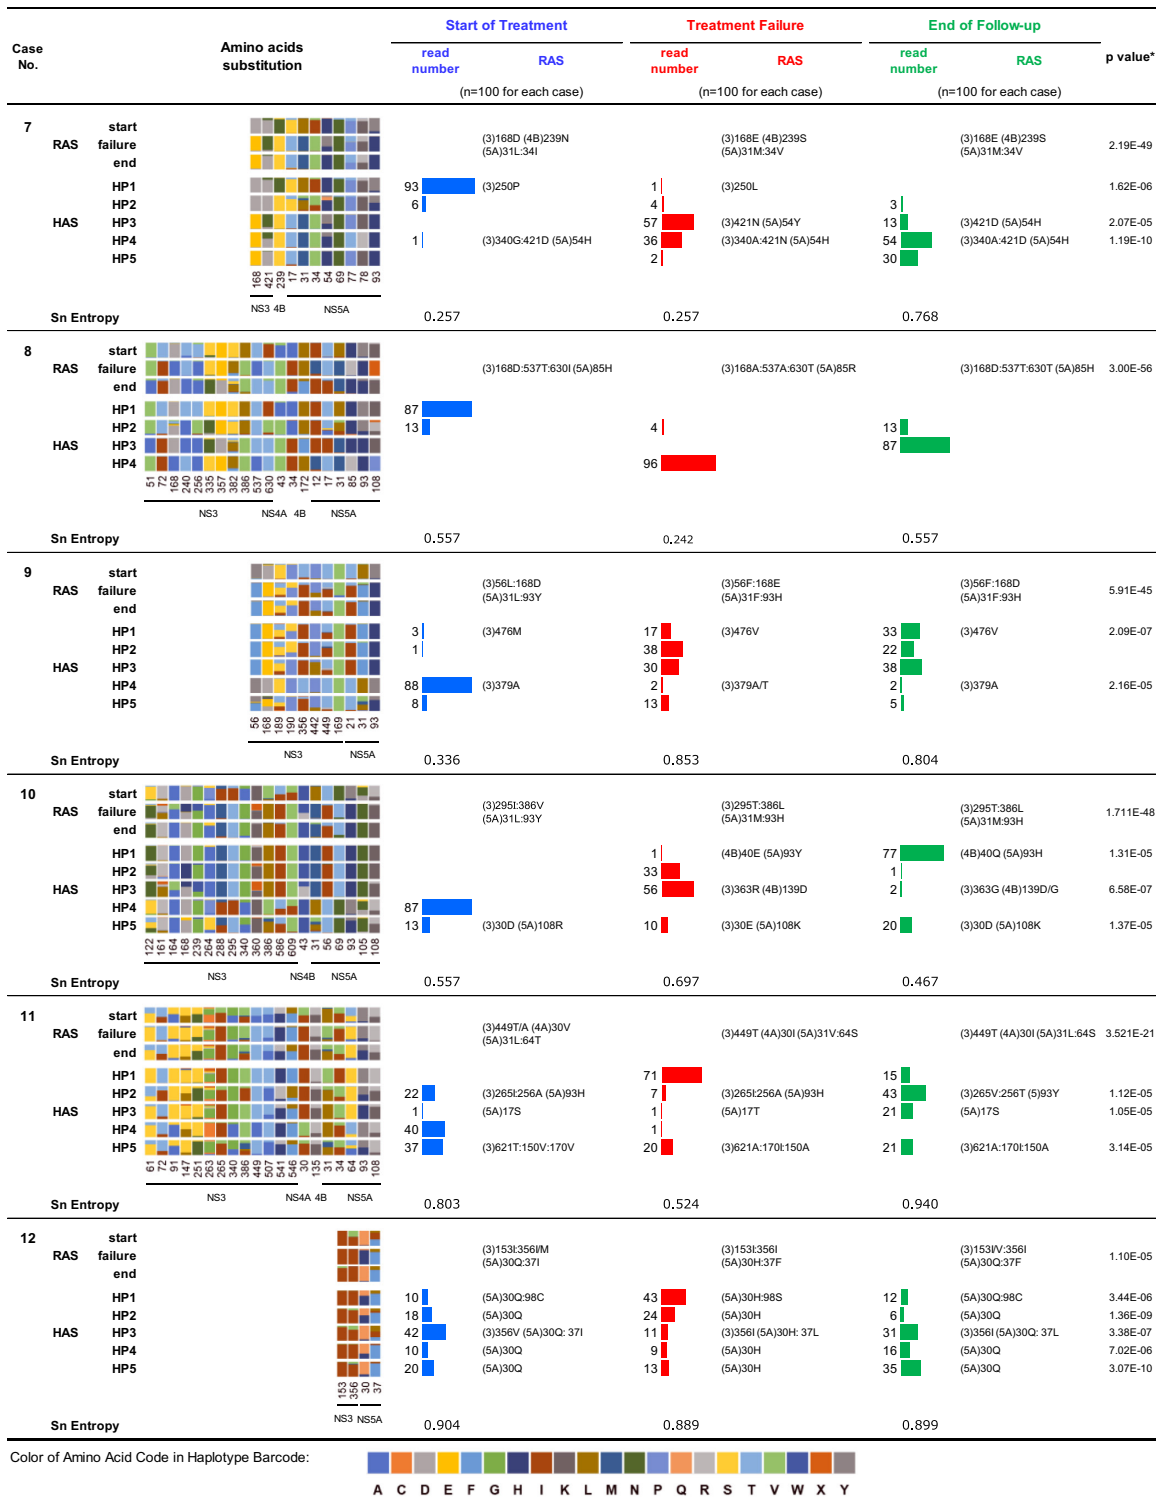 Start of Treatment Treatment Failure End of Follow-up
Case No. Amino acids substitution read number RAS read number RAS read number RAS p value*
(n=100 for each case) (n=100 for each case) (n=100 for each case)
7 start
RAS failure (3)168D (4B)239N (3)168E (4B)239S (3)168E (4B)239S 2.19E-49
(5A)31L:34I (5A)31M:34V (5A)31M:34V
end
HP1 93 (3)250P 1 (3)250L 1.62E-06
HP2 6 4 3
HAS HP3 57 (3)421N (5A)54Y 13 (3)421D (5A)54H 2.07E-05
HP4 1 (3)340G:421D (5A)54H 36 (3)340A:421N (5A)54H 54 (3)340A:421D (5A)54H 1.19E-10
HP5 2 30
168 421 239 17 31 34 54 69 77 78 93
NS3 4B NS5A
Sn Entropy 0.257 0.257 0.768
8 start
RAS failure (3)168D:537T:630I (5A)85H (3)168A:537A:630T (5A)85R (3)168D:537T:630T (5A)85H 3.00E-56
end
HP1 87
HP2 13 4 13
HAS HP3 87
HP4 96
51 72 168 240 256 335 357 382 386 537 630 43 34 172 12 17 31 85 93 108
NS3 NS4A 4B NS5A
Sn Entropy 0.557 0.242 0.557
9 start
RAS failure (3)56L:168D (3)56F:168E (3)56F:168D 5.91E-45
(5A)31L:93Y (5A)31F:93H (5A)31F:93H
end
HP1 3 (3)476M 17 (3)476V 33 (3)476V 2.09E-07
HP2 1 38 22
HAS HP3 30 38
HP4 88 (3)379A 2 (3)379A/T 2 (3)379A 2.16E-05
HP5 8 13 5
56 168 189 190 356 442 449 169 21 31 93
NS3 NS5A
Sn Entropy 0.336 0.853 0.804
10 start
RAS failure (3)295I:386V (3)295T:386L (3)295T:386L 1.711E-48
(5A)31L:93Y (5A)31M:93H (5A)31M:93H
end
HP1 1 (4B)40E (5A)93Y 77 (4B)40Q (5A)93H 1.31E-05
HP2 33 1
HAS HP3 56 (3)363R (4B)139D 2 (3)363G (4B)139D/G 6.58E-07
HP4 87
HP5 13 (3)30D (5A)108R 10 (3)30E (5A)108K 20 (3)30D (5A)108K 1.37E-05
122 161 164 168 239 264 288 295 340 360 386 586 609 43 31 56 69 93 105 108
NS3 NS4B NS5A
Sn Entropy 0.557 0.697 0.467
11 start
RAS failure (3)449T/A (4A)30V (3)449T (4A)30I (5A)31V:64S (3)449T (4A)30I (5A)31L:64S 3.521E-21
(5A)31L:64T
end
HP1 71 15
HP2 22 (3)265I:256A (5A)93H 7 (3)265I:256A (5A)93H 43 (3)265V:256T (5)93Y 1.12E-05
HAS HP3 1 (5A)17S 1 (5A)17T 21 (5A)17S 1.05E-05
HP4 40 1
HP5 37 (3)621T:150V:170V 20 (3)621A:170I:150A 21 (3)621A:170I:150A 3.14E-05
61 72 91 147 251 263 265 340 386 449 507 541 546 30 135 31 34 64 93 108
NS3 NS4A 4B NS5A
Sn Entropy 0.803 0.524 0.940
12 start
RAS failure (3)153I:356I/M (3)153I:356I (3)153I/V:356I 1.10E-05
(5A)30Q:37I (5A)30H:37F (5A)30Q:37F
end
HP1 10 (5A)30Q:98C 43 (5A)30H:98S 12 (5A)30Q:98C 3.44E-06
HP2 18 (5A)30Q 24 (5A)30H 6 (5A)30Q 1.36E-09
HAS HP3 42 (3)356V (5A)30Q: 37I 11 (3)356I (5A)30H: 37L 31 (3)356I (5A)30Q: 37L 3.38E-07
HP4 10 (5A)30Q 9 (5A)30H 16 (5A)30Q 7.02E-06
HP5 20 (5A)30Q 13 (5A)30H 35 (5A)30Q 3.07E-10
153 356 30 37
NS3 NS5A
Sn Entropy 0.904 0.889 0.899
Color of Amino Acid Code in Haplotype Barcode:
A C D E F G H I K L M N P Q R S T V W X Y